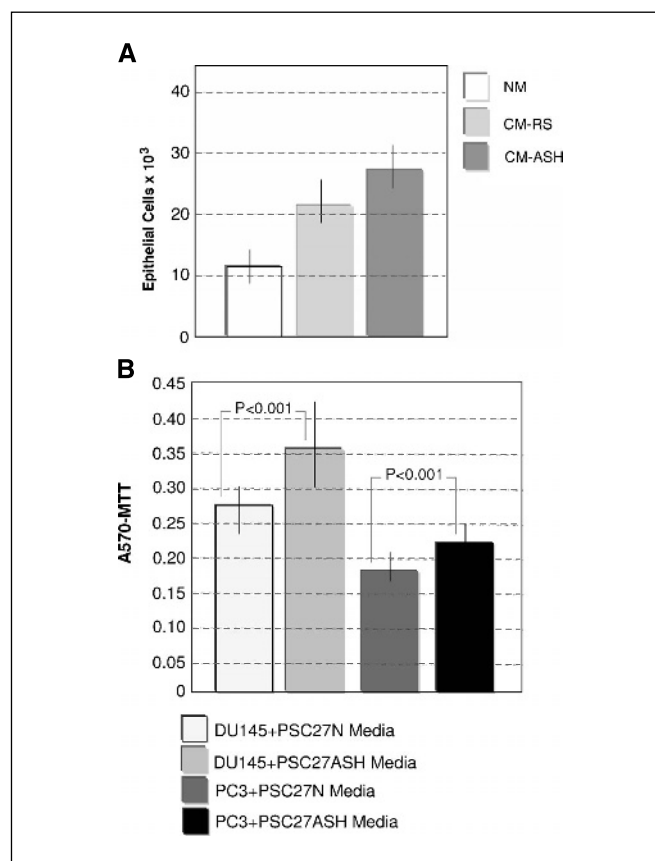 A
40
30
20
10
0
Epithelial Cells x 10³
NM
CM-RS
CM-ASH
B
0.45
0.40
0.35
0.30
0.25
0.20
0.15
0.10
0.05
0
A570-MTT
P<0.001
P<0.001
DU145+PSC27N Media
DU145+PSC27ASH Media
PC3+PSC27N Media
PC3+PSC27ASH Media